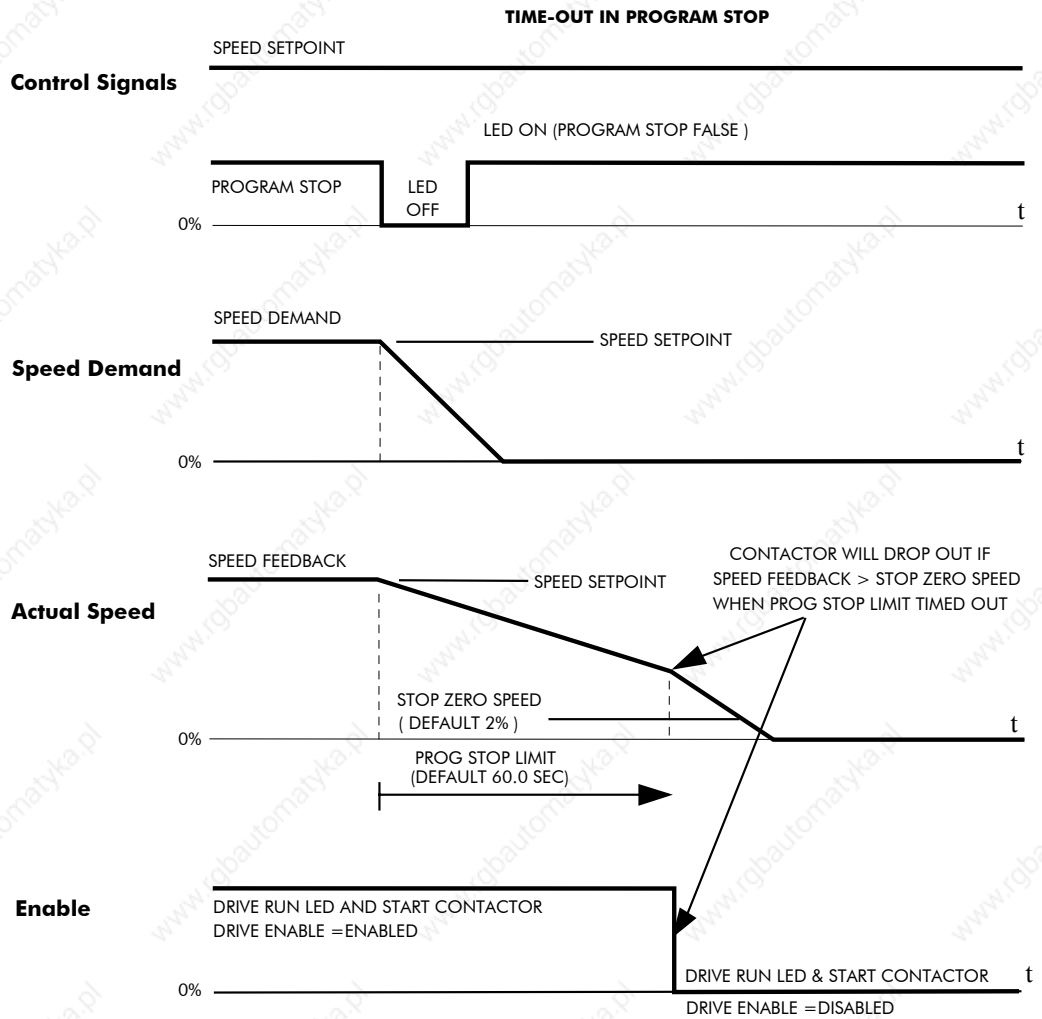 TIME-OUT IN PROGRAM STOP
SPEED SETPOINT
Control Signals
LED ON (PROGRAM STOP FALSE )
PROGRAM STOP
LED
OFF
0%
t
SPEED DEMAND
SPEED SETPOINT
Speed Demand
0%
t
SPEED FEEDBACK
SPEED SETPOINT
CONTACTOR WILL DROP OUT IF
SPEED FEEDBACK > STOP ZERO SPEED
WHEN PROG STOP LIMIT TIMED OUT
Actual Speed
STOP ZERO SPEED
( DEFAULT 2% )
0%
t
PROG STOP LIMIT
(DEFAULT 60.0 SEC)
Enable
DRIVE RUN LED AND START CONTACTOR
DRIVE ENABLE =ENABLED
0%
DRIVE RUN LED & START CONTACTOR
t
DRIVE ENABLE =DISABLED
www.rgbautomatyka.pl